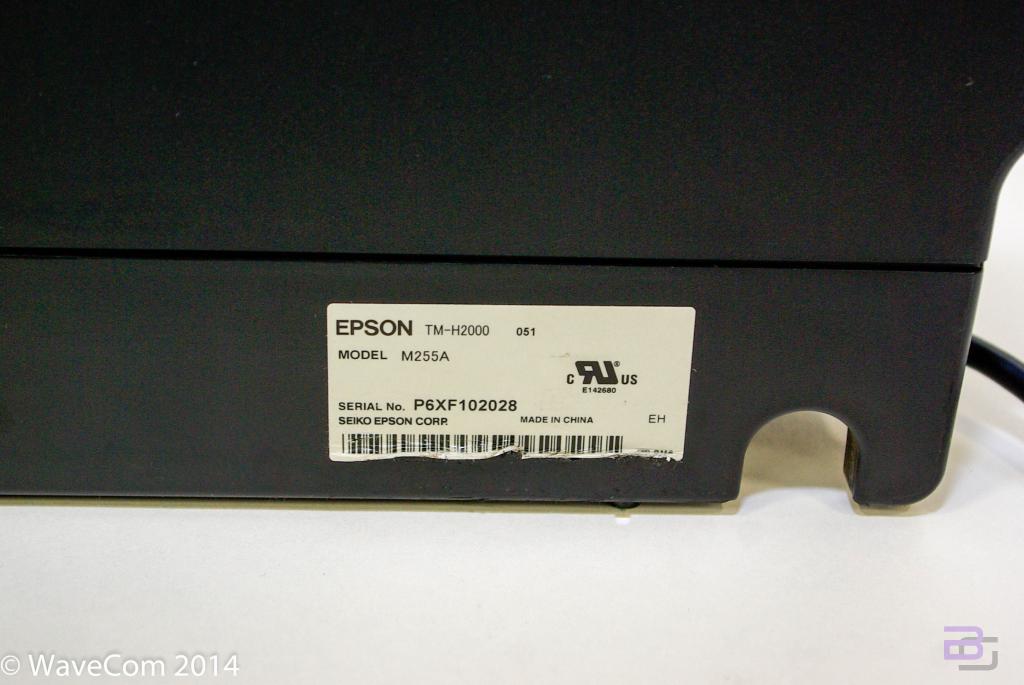 EPSON TM-H2000 051
MODEL M255A
C RU® US
E142680
SERIAL No. P6XF102028
SEIKO EPSON CORP. MADE IN CHINA EH
© WaveCom 2014